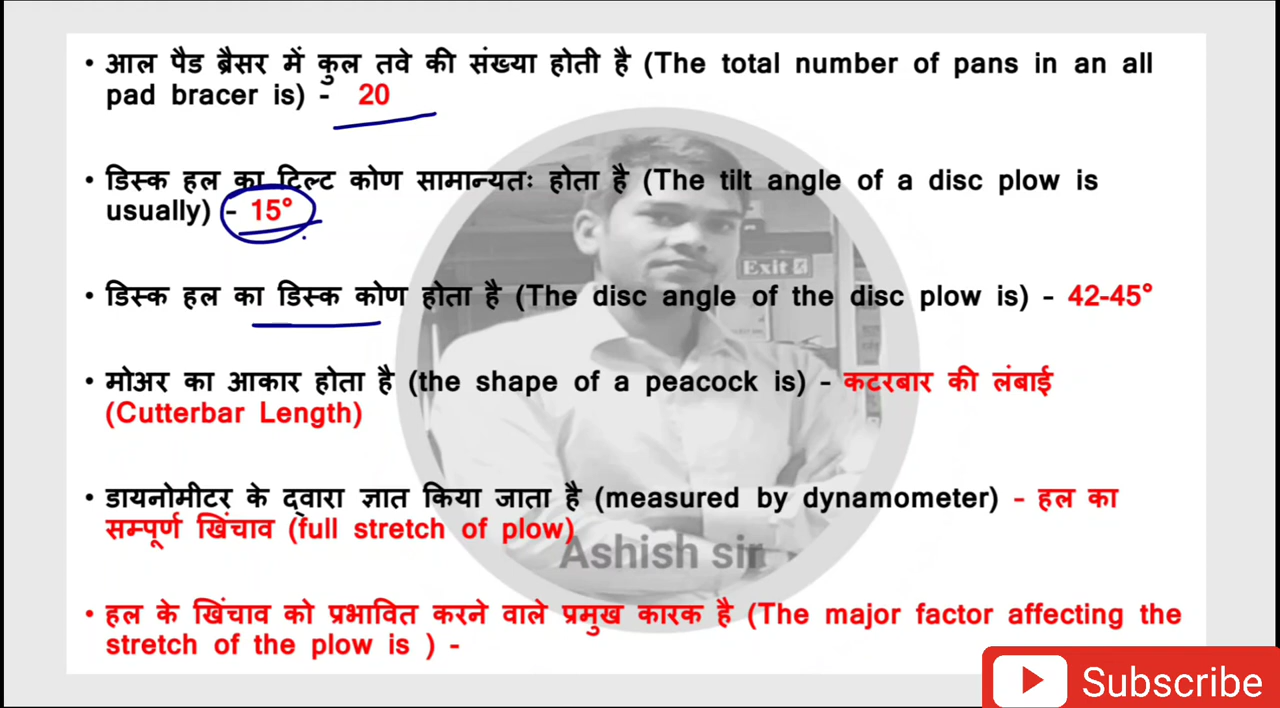 • आल पैड ब्रैसर में कुल तवे की संख्या होती है (The total number of pans in an all
pad bracer is) - 20
• डिस्क हल का टिल्ट कोण सामान्यतः होता है (The tilt angle of a disc plow is
usually) - 15°
• डिस्क हल का डिस्क कोण होता है (The disc angle of the disc plow is) - 42-45°
• मोअर का आकार होता है (the shape of a peacock is) - कटरबार की लंबाई
(Cutterbar Length)
• डायनोमीटर के द्वारा ज्ञात किया जाता है (measured by dynamometer) - हल का
सम्पूर्ण खिंचाव (full stretch of plow)
• हल के खिंचाव को प्रभावित करने वाले प्रमुख कारक है (The major factor affecting the
stretch of the plow is ) -
Exit
Ashish sir
Subscribe